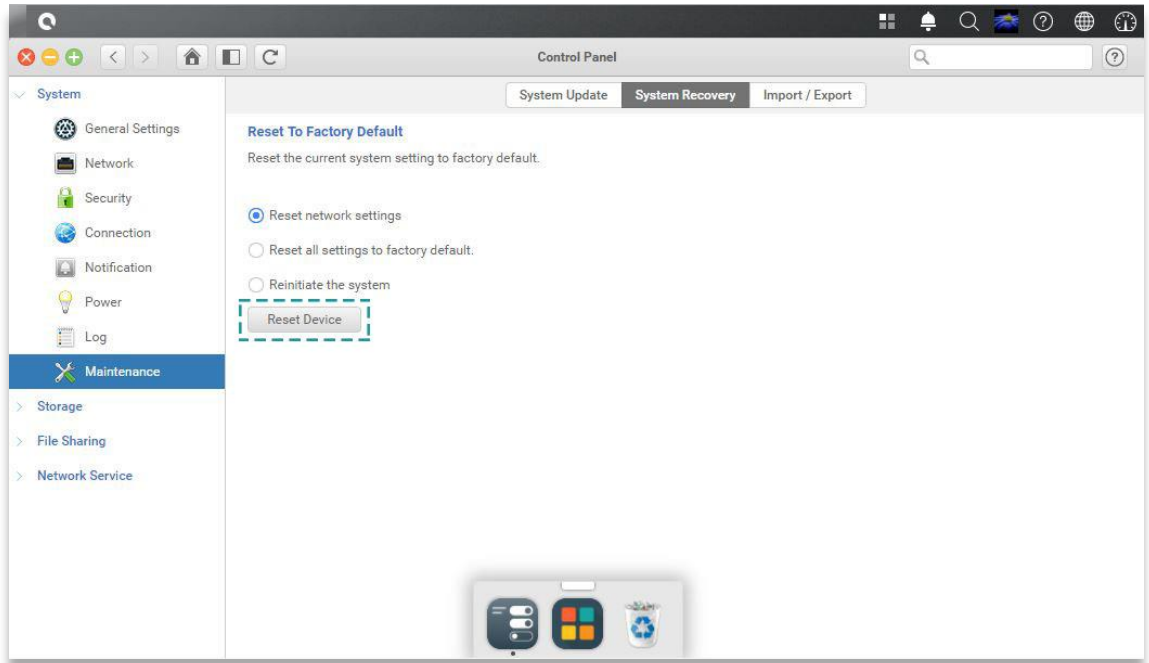 Control Panel
System
General Settings
Network
Security
Connection
Notification
Power
Log
Maintenance
Storage
File Sharing
Network Service
System Update
System Recovery
Import / Export
Reset To Factory Default
Reset the current system setting to factory default.
Reset network settings
Reset all settings to factory default.
Reinitiate the system
Reset Device